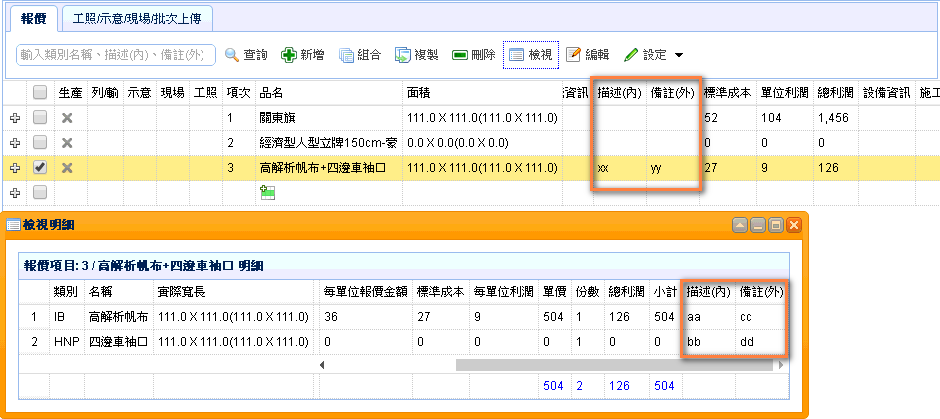 報價 工照/示意/現場/批次上傳
輸入類別名稱、描述(內)、備註(外) 查詢 新增 組合 複製 刪除 檢視 編輯 設定
生產 列/輸 示意 現場 工照 項次 品名 面積 資訊 描述(內) 備註(外) 標準成本 單位利潤 總利潤 設備資訊 施工
1 關東旗 111.0 X 111.0(111.0 X 111.0) 52 104 1,456
2 經濟型人型立牌150cm-豪 0.0 X 0.0(0.0 X 0.0) 0 0 0
3 高解析帆布+四邊車袖口 111.0 X 111.0(111.0 X 111.0) xx yy 27 9 126
檢視明細
報價項目: 3 / 高解析帆布+四邊車袖口 明細
類別 名稱 實際寬長 每單位報價金額 標準成本 每單位利潤 單價 份數 總利潤 小計 描述(內) 備註(外)
1 IB 高解析帆布 111.0 X 111.0(111.0 X 111.0) 36 27 9 504 1 126 504 aa cc
2 HNP 四邊車袖口 111.0 X 111.0(111.0 X 111.0) 0 0 0 0 1 0 0 bb dd
504 2 126 504